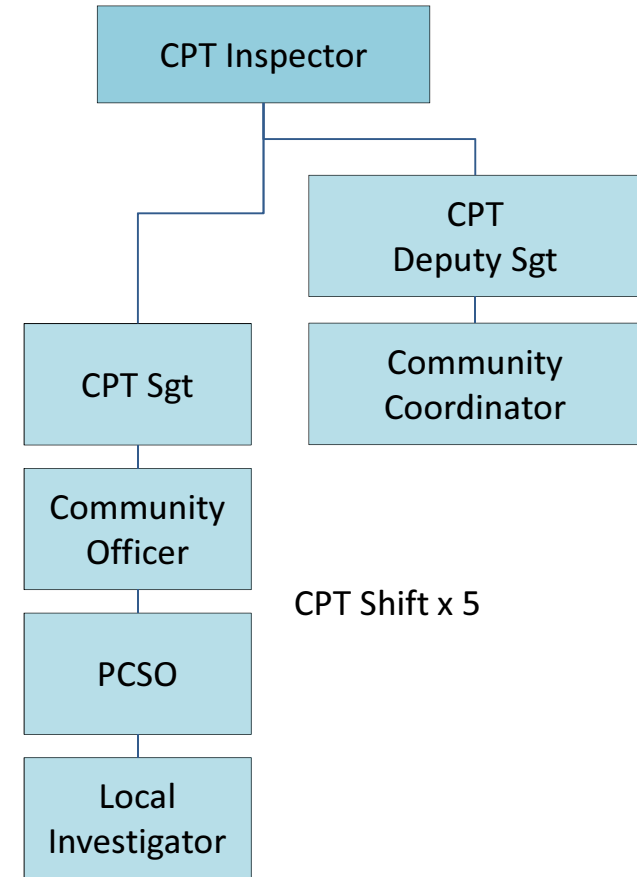 CPT Inspector
CPT
Deputy Sgt
Community
Coordinator
CPT Sgt
Community
Officer
CPT Shift x 5
PCSO
Local
Investigator